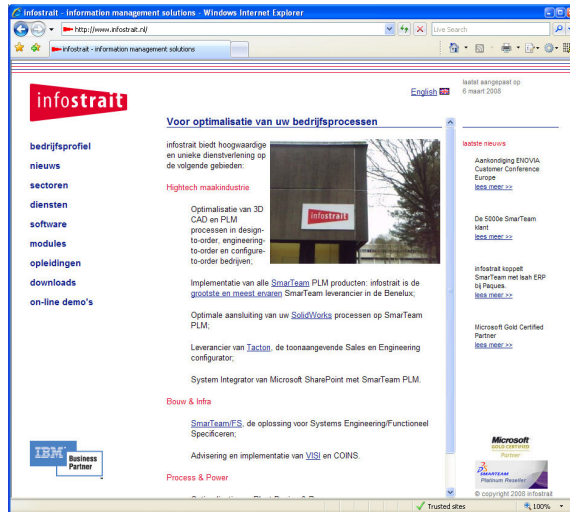 infostrait - information management solutions - Windows Internet Explorer
http://www.infostrait.nl/
Live Search
infostrait - information management solutions
infostrait
English
laatst aangepast op
6 maart 2008
bedrijfsprofiel
nieuws
sectoren
diensten
software
modules
opleidingen
downloads
on-line demo's
IBM Business
Partner
Voor optimalisatie van uw bedrijfsprocessen
infostrait biedt hoogwaardige
en unieke dienstverlening op
de volgende gebieden:
infostrait
Hightech maakindustrie
Optimalisatie van 3D
CAD en PLM
processen in design-
to-order, engineering-
to-order en configure-
to-order bedrijven;
Implementatie van alle SmarTeam PLM producten: infostrait is de
grootste en meest ervaren SmarTeam leverancier in de Benelux;
Optimale aansluiting van uw SolidWorks processen op SmarTeam
PLM;
Leverancier van Tacton, de toonaangevende Sales en Engineering
configurator;
System Integrator van Microsoft SharePoint met SmarTeam PLM.
Bouw & Infra
SmarTeam/FS, de oplossing voor Systems Engineering/Functioneel
Specificeren;
Advisering en implementatie van VISI en COINS.
Process & Power
laatste nieuws
Aankondiging ENOVIA
Customer Conference
Europe
lees meer >>
De 5000e SmarTeam
klant
lees meer >>
infostrait koppelt
SmarTeam met Isah ERP
bij Paques.
lees meer >>
Microsoft Gold Certified
Partner
lees meer >>
Microsoft
GOLD CERTIFIED
Partner
SMARTEAM
Platinum Reseller
© copyright 2008 infostrait
Trusted sites
100%